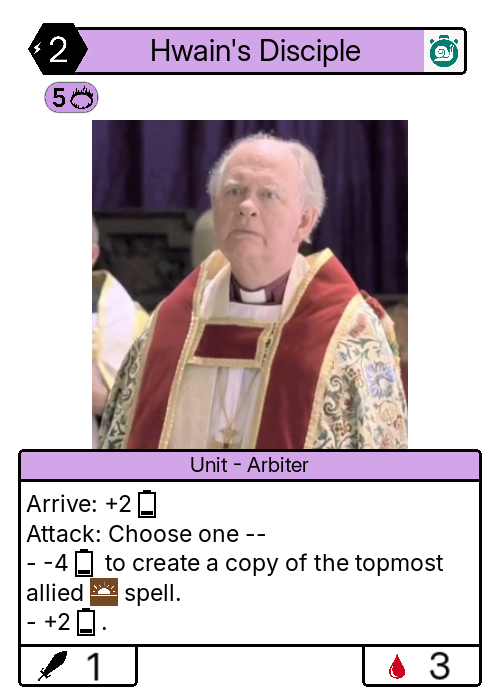 2
Hwain's Disciple
5
Unit - Arbiter
Arrive: +2
Attack: Choose one --
- -4 to create a copy of the topmost
allied spell.
- +2 .
1
3